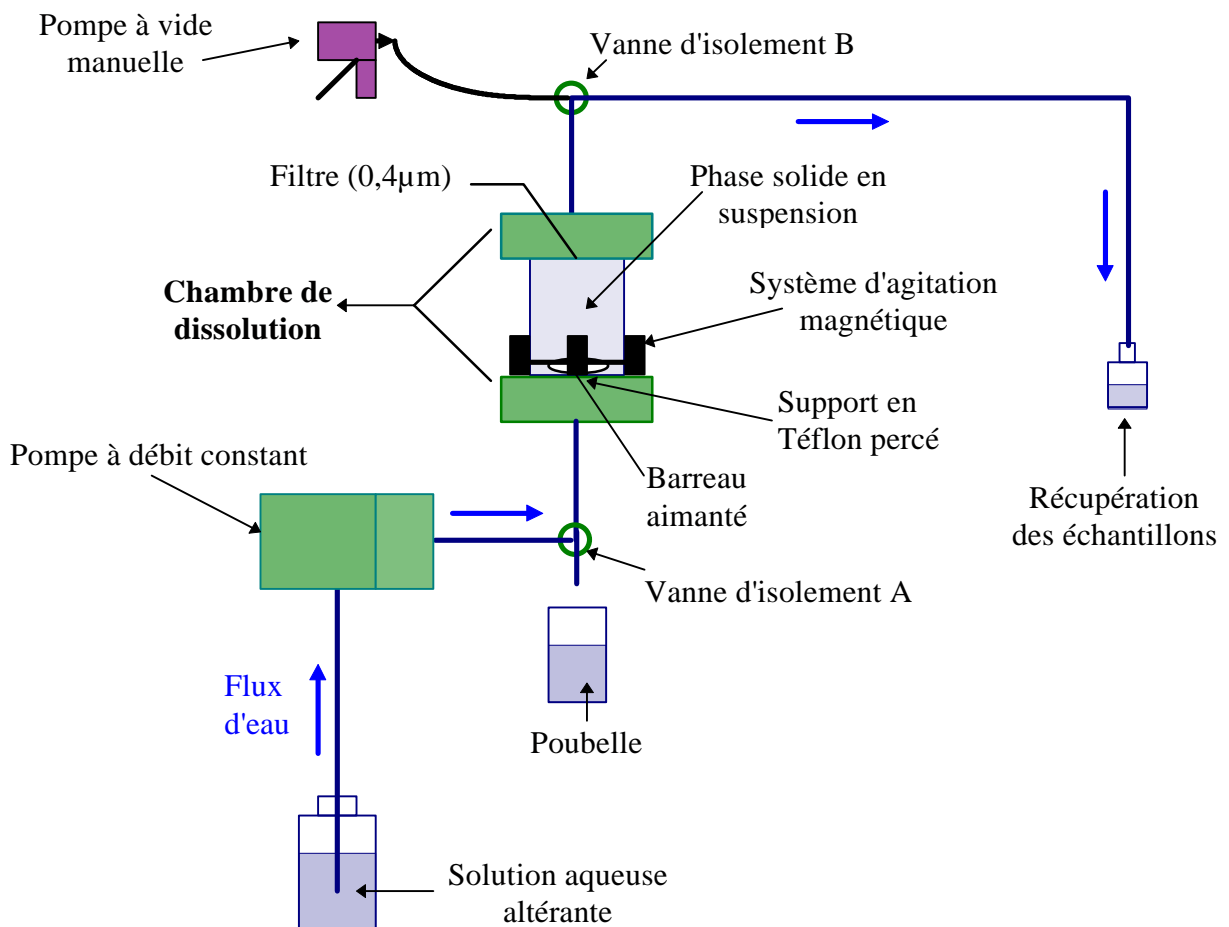 Pompe à vide
manuelle
Vanne d'isolement B
Filtre (0,4µm)
Phase solide en
suspension
Chambre de
dissolution
Système d'agitation
magnétique
Support en
Téflon percé
Pompe à débit constant
Barreau
aimanté
Récupération
des échantillons
Vanne d'isolement A
Flux
d'eau
Poubelle
Solution aqueuse
altérante